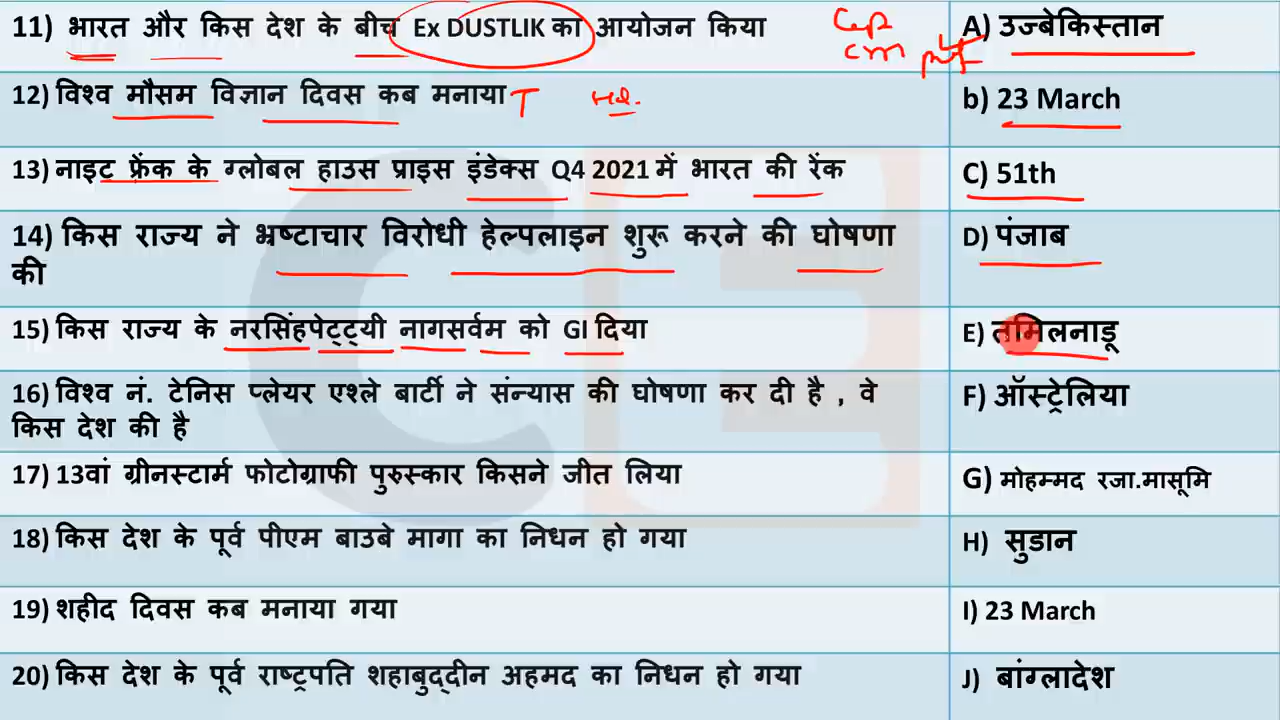 11) भारत और किस देश के बीच Ex DUSTLIK का आयोजन किया
A) उज्बेकिस्तान
12) विश्व मौसम विज्ञान दिवस कब मनाया
b) 23 March
13) नाइट फ्रेंक के ग्लोबल हाउस प्राइस इंडेक्स Q4 2021 में भारत की रेंक
C) 51th
14) किस राज्य ने भ्रष्टाचार विरोधी हेल्पलाइन शुरू करने की घोषणा
की
D) पंजाब
15) किस राज्य के नरसिंहपेट्ट्यी नागसर्वम को GI दिया
E) तमिलनाडू
16) विश्व नं. टेनिस प्लेयर एश्ले बार्टी ने संन्यास की घोषणा कर दी है , वे
किस देश की है
F) ऑस्ट्रेलिया
17) 13वां ग्रीनस्टार्म फोटोग्राफी पुरुस्कार किसने जीत लिया
G) मोहम्मद रजा.मासूमि
18) किस देश के पूर्व पीएम बाउबे मागा का निधन हो गया
H) सुडान
19) शहीद दिवस कब मनाया गया
I) 23 March
20) किस देश के पूर्व राष्ट्रपति शहाबुद्दीन अहमद का निधन हो गया
J) बांग्लादेश